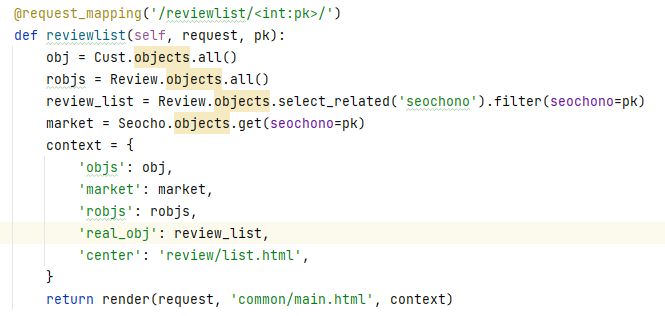 @request_mapping('/reviewlist/<int:pk>/')
def reviewlist(self, request, pk):
    obj = Cust.objects.all()
    robjs = Review.objects.all()
    review_list = Review.objects.select_related('seochono').filter(seochono=pk)
    market = Seocho.objects.get(seochono=pk)
    context = {
        'objs': obj,
        'market': market,
        'robjs': robjs,
        'real_obj': review_list,
        'center': 'review/list.html',
    }
    return render(request, 'common/main.html', context)